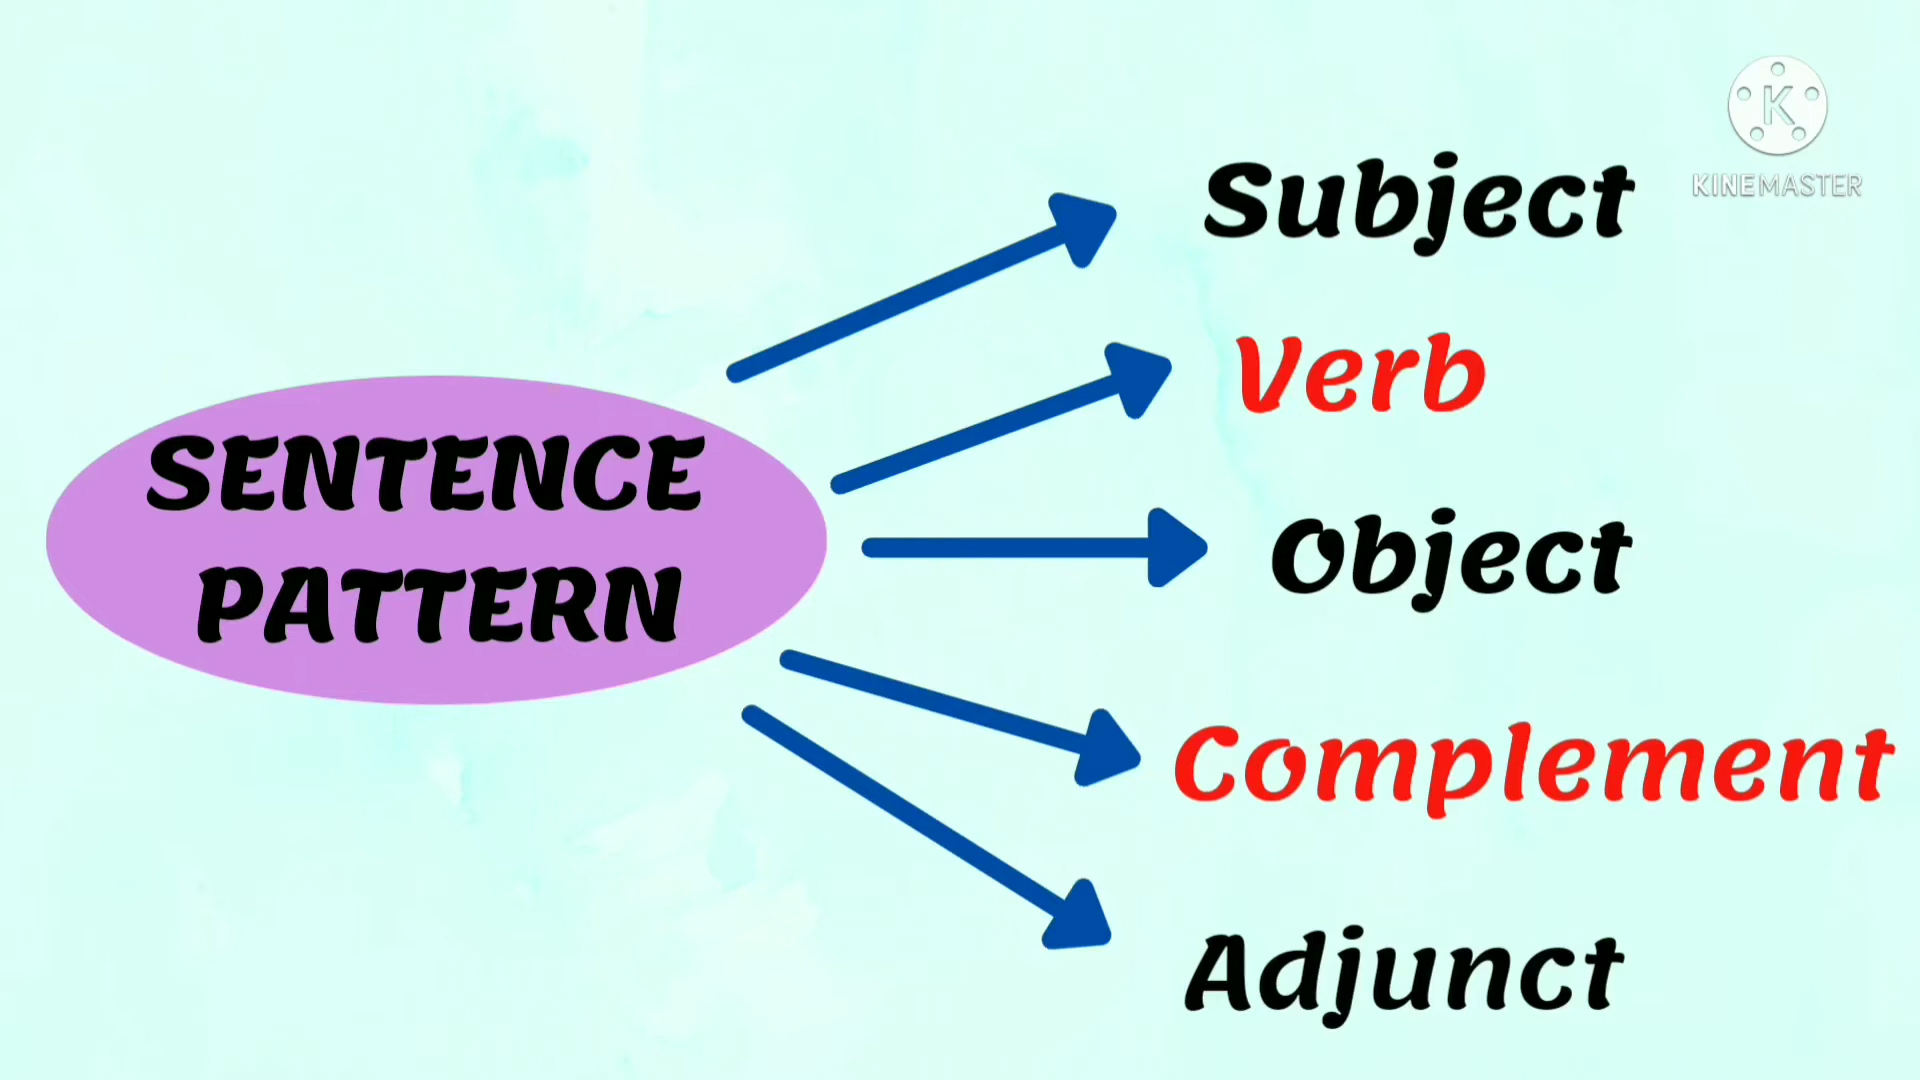 K
KINEMASTER
Subject
Verb
SENTENCE
PATTERN
Object
Complement
Adjunct